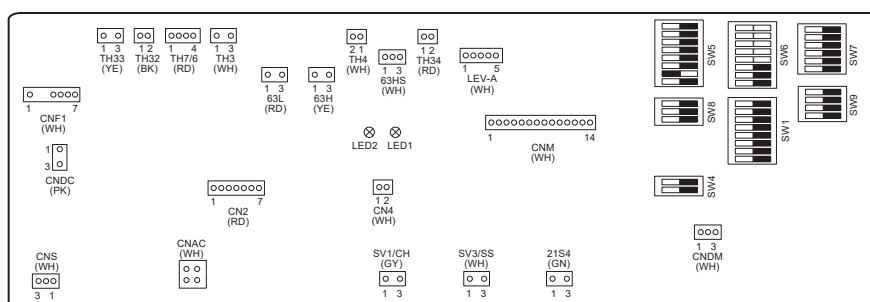 1 3
TH33
(YE)
1 2
TH32
(BK)
1 4
TH7/6
(RD)
1 3
TH3
(WH)
2 1
TH4
(WH)
1 3
63HS
(WH)
1 2
TH34
(RD)
1 5
LEV-A
(WH)
SW5
SW6
SW7
1 3
63L
(RD)
1 3
63H
(YE)
1 7
CNF1
(WH)
SW8
SW1
SW9
LED2
LED1
1 14
CNM
(WH)
1
3
CNDC
(PK)
1 7
CN2
(RD)
1 2
CN4
(WH)
SW4
1 3
CNDM
(WH)
CNS
(WH)
3 1
CNAC
(WH)
SV1/CH
(GY)
1 3
SV3/SS
(WH)
1 3
21S4
(GN)
1 3